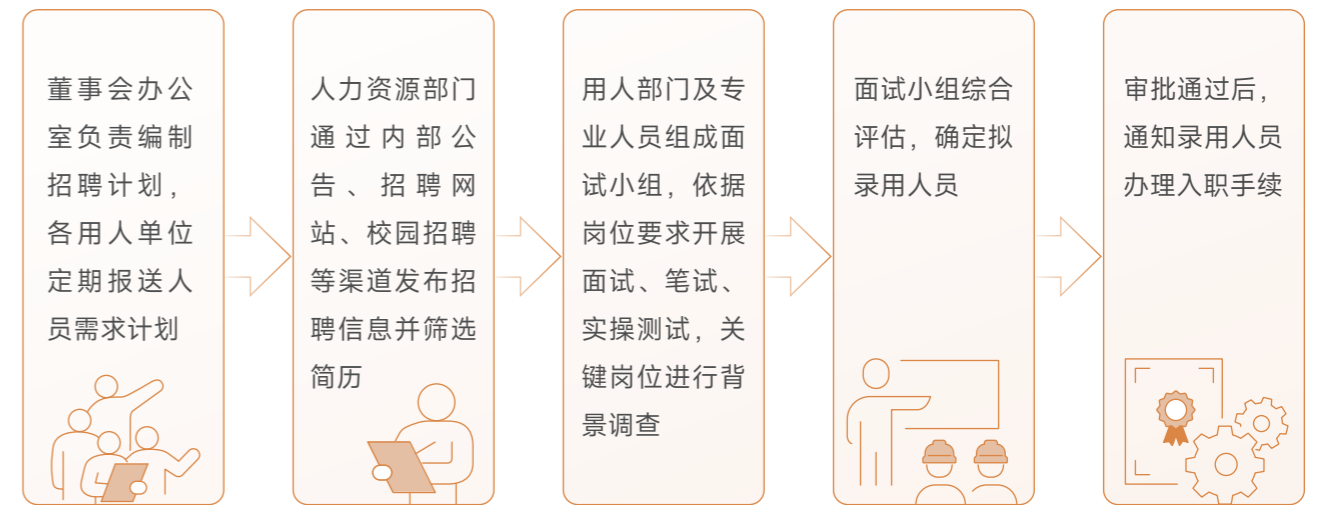 董事会办公
室负责编制
招聘计划，
各用人单位
定期报送人
员需求计划
人力资源部门
通过内部公
告、招聘网
站、校园招聘
等渠道发布招
聘信息并筛选
简历
用人部门及专
业人员组成面
试小组，依据
岗位要求开展
面试、笔试、
实操测试，关
键岗位进行背
景调查
面试小组综合
评估，确定拟
录用人员
审批通过后，
通知录用人员
办理入职手续